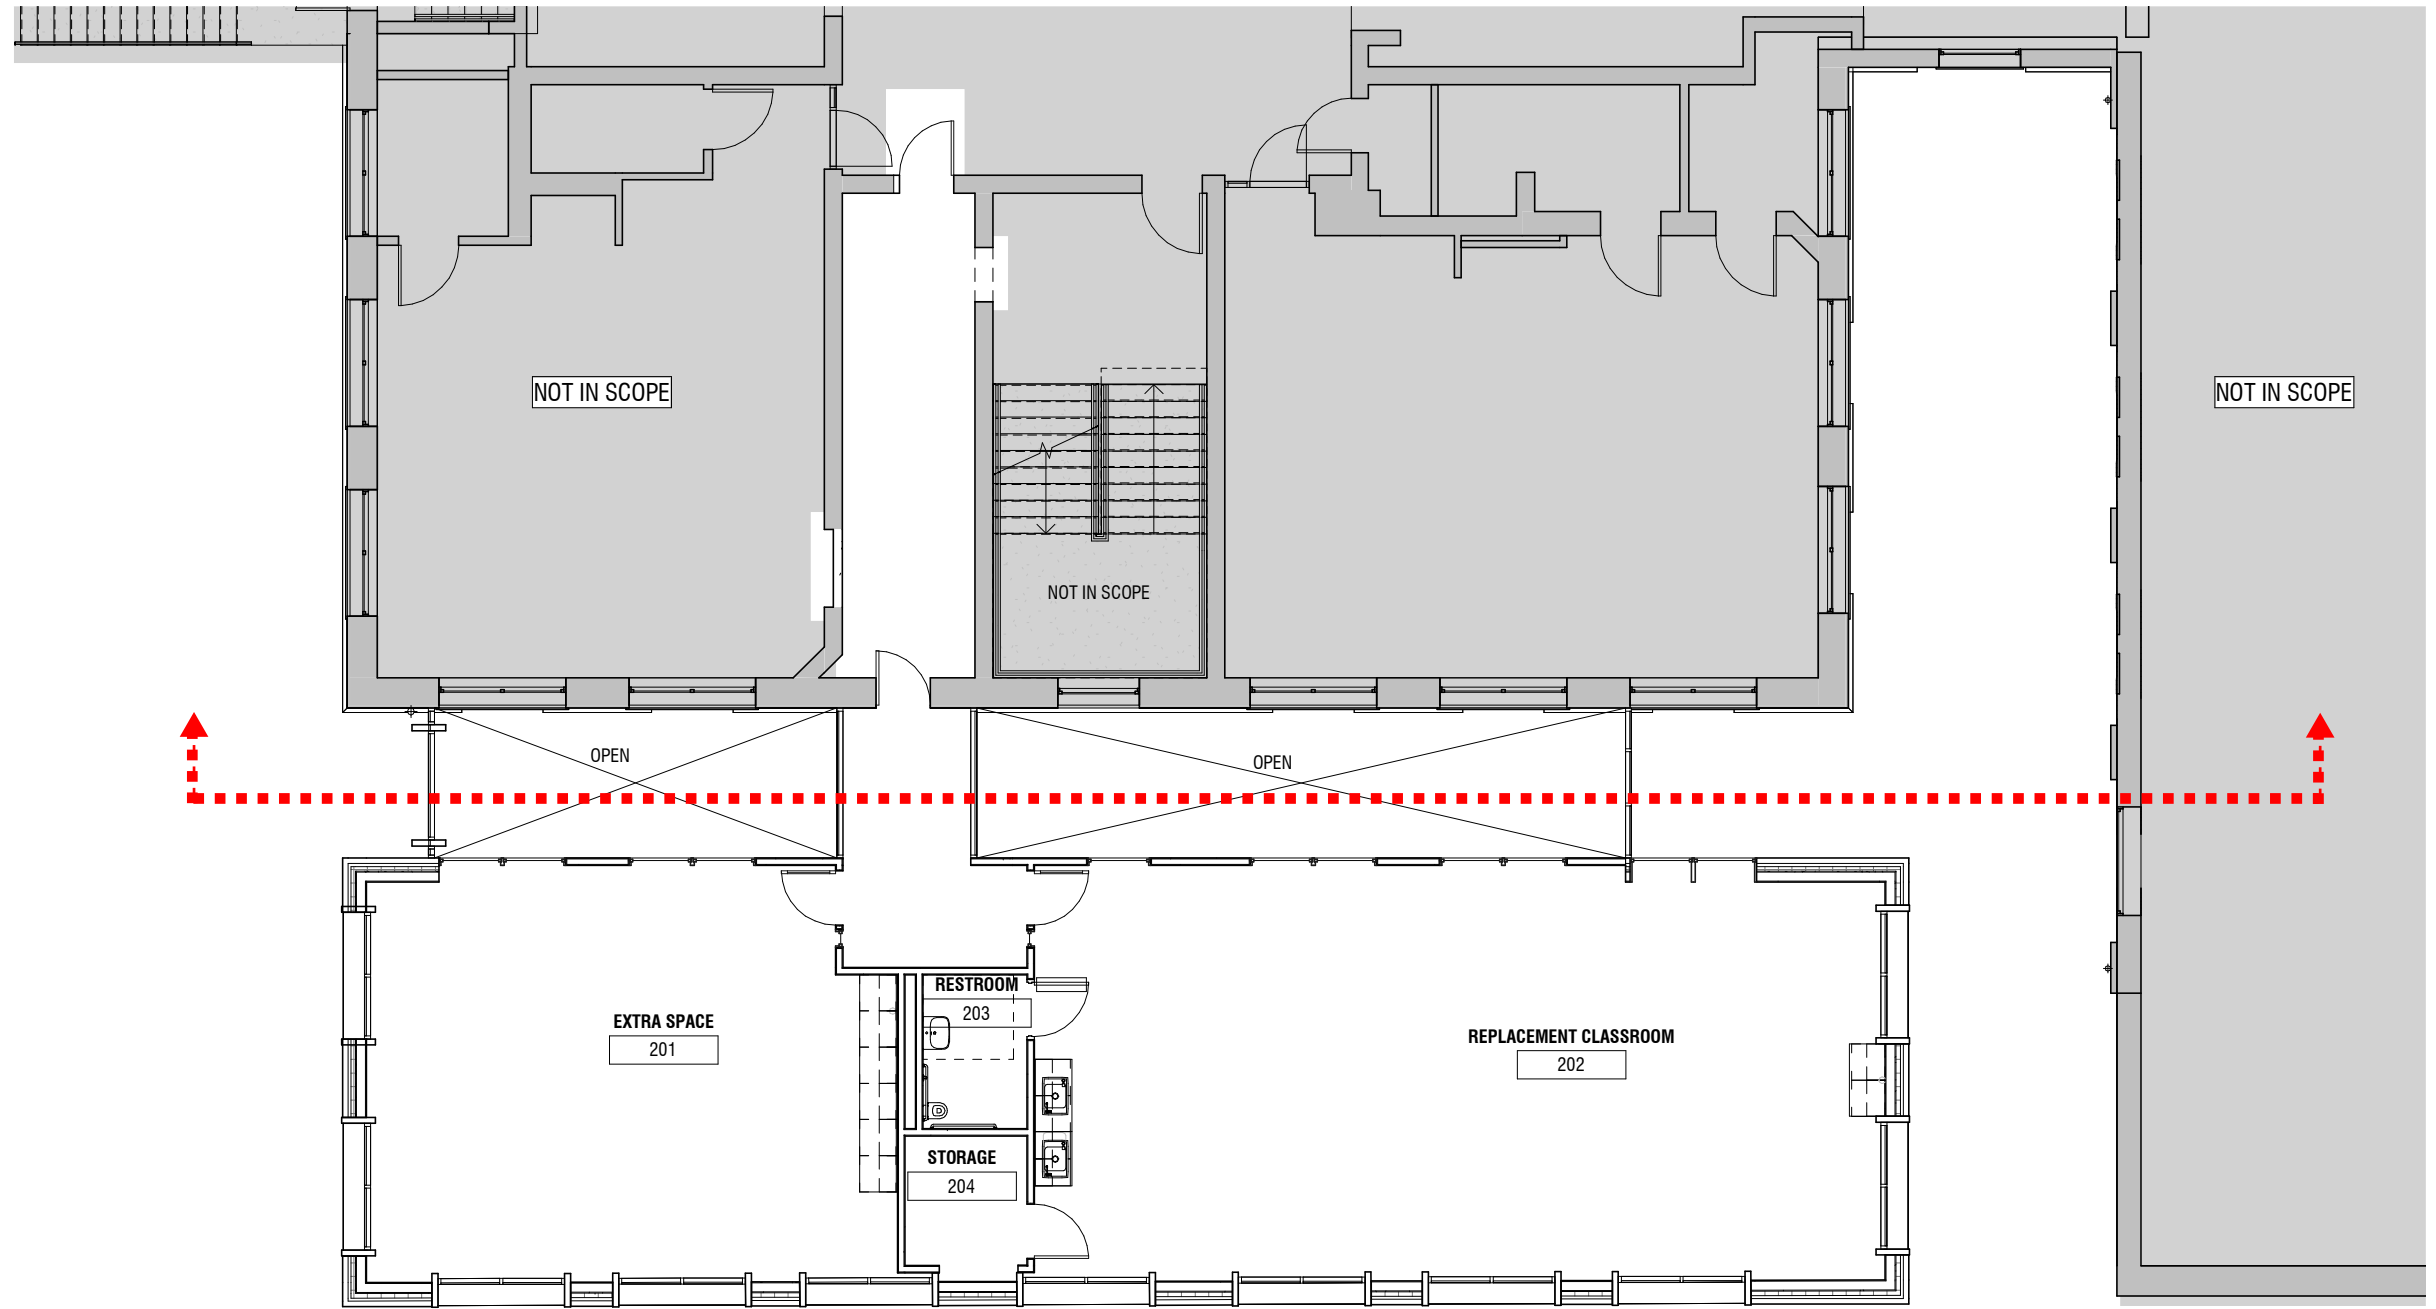 NOT IN SCOPE
NOT IN SCOPE
NOT IN SCOPE
OPEN
OPEN
RESTROOM
203
EXTRA SPACE
201
REPLACEMENT CLASSROOM
202
STORAGE
204